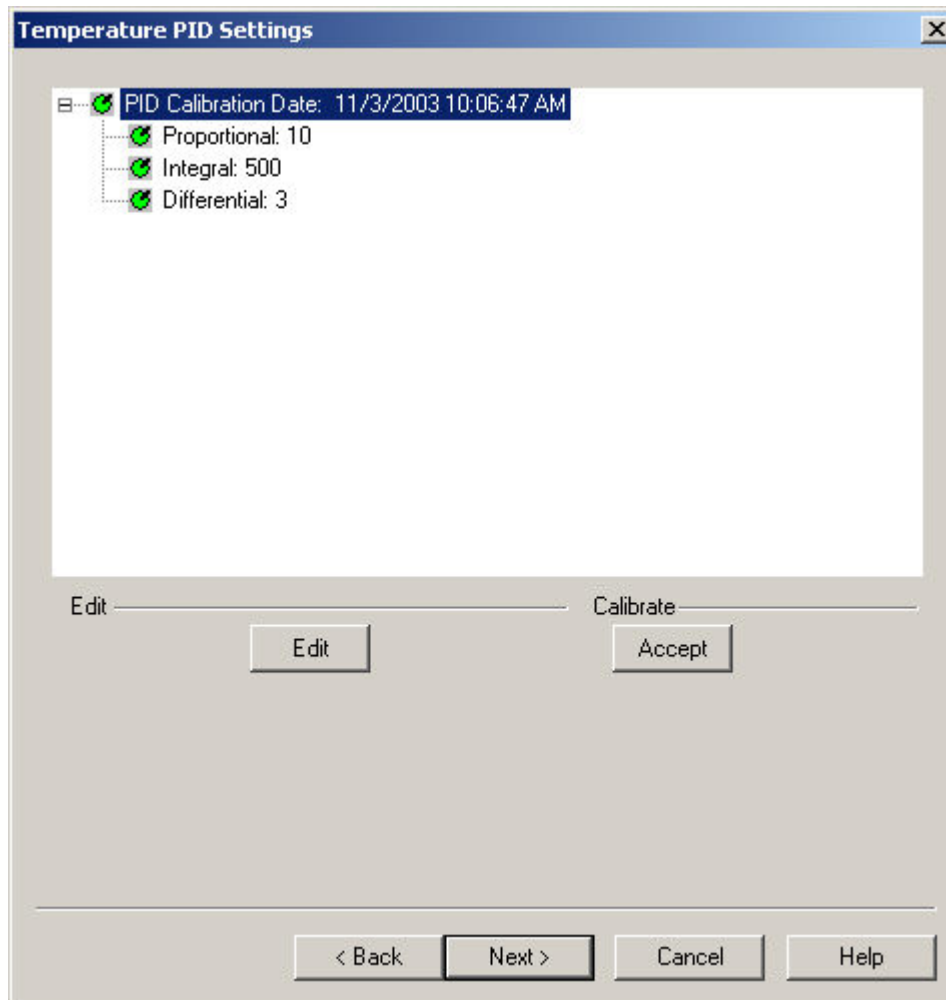 Temperature PID Settings
PID Calibration Date: 11/3/2003 10:06:47 AM
Proportional: 10
Integral: 500
Differential: 3
Edit Calibrate
Edit Accept
< Back Next > Cancel Help